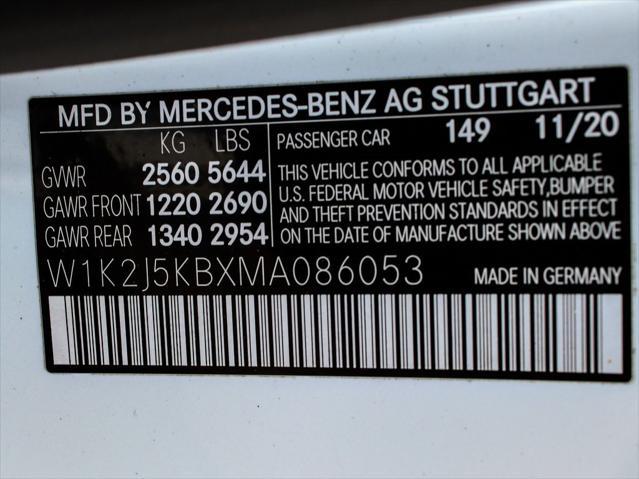 MFD BY MERCEDES-BENZ AG STUTTGART
KG LBS
GVWR 2560 5644
GAWR FRONT 1220 2690
GAWR REAR 1340 2954
PASSENGER CAR 149 11/20
THIS VEHICLE CONFORMS TO ALL APPLICABLE
U.S. FEDERAL MOTOR VEHICLE SAFETY,BUMPER
AND THEFT PREVENTION STANDARDS IN EFFECT
ON THE DATE OF MANUFACTURE SHOWN ABOVE
W1K2J5KBXMA086053 MADE IN GERMANY